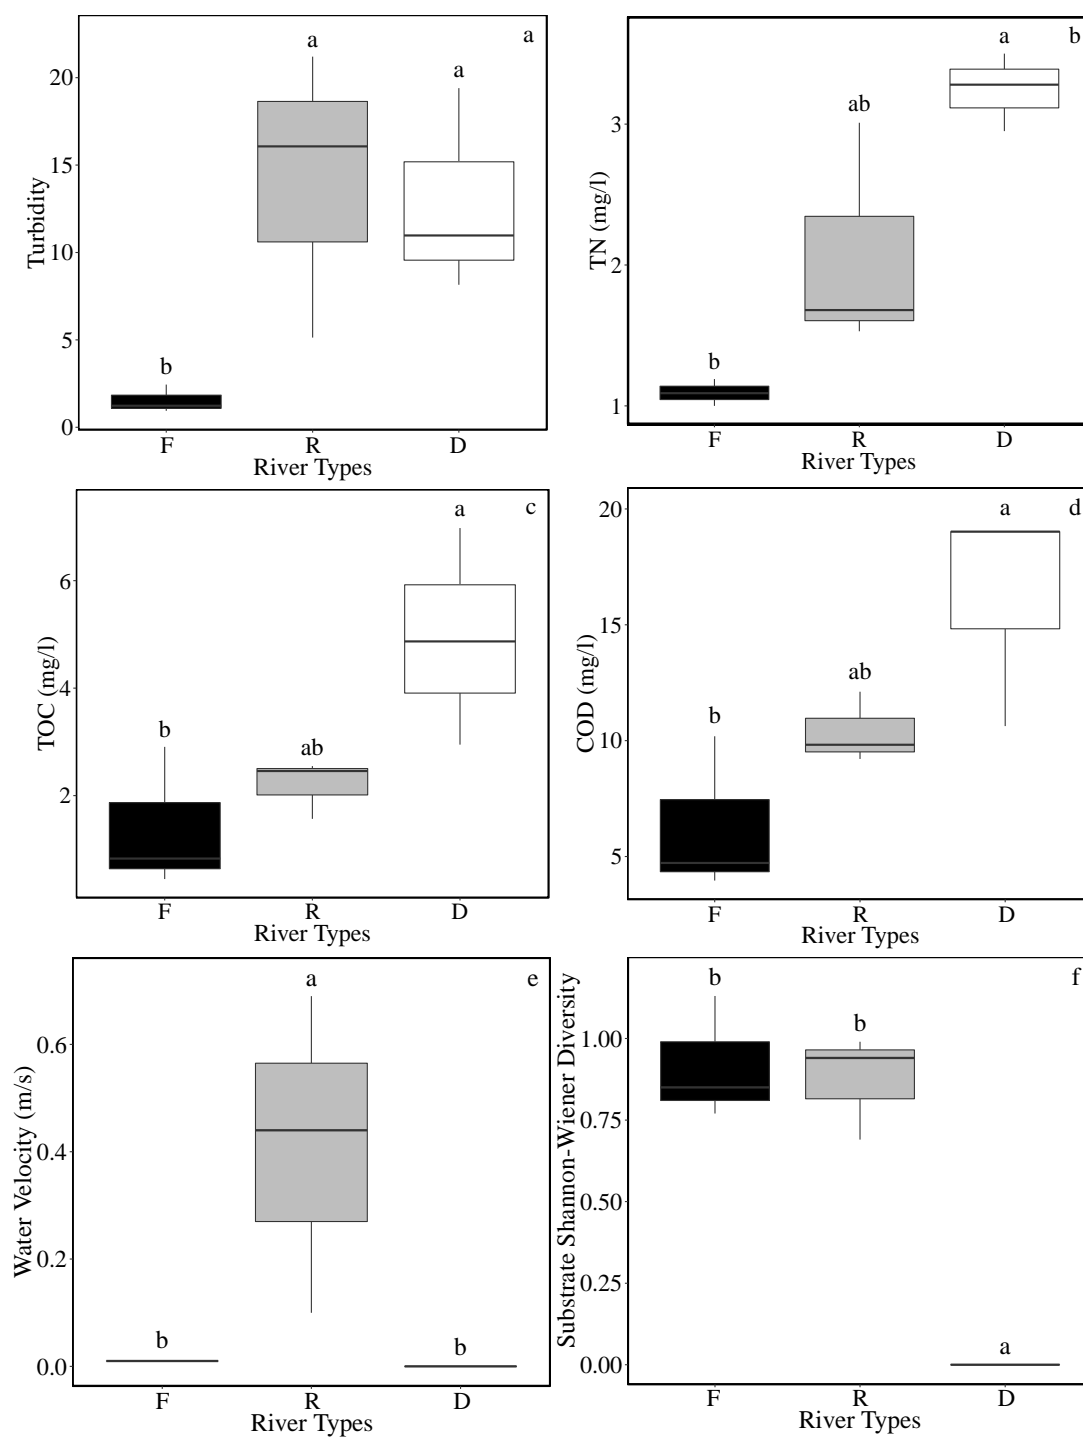 a
a
a
b
20
15
10
5
0
Turbidity
F R D
River Types
b
a
ab
b
3
2
1
TN (mg/l)
F R D
River Types
c
a
ab
b
6
4
2
TOC (mg/l)
F R D
River Types
d
a
ab
b
20
15
10
5
COD (mg/l)
F R D
River Types
e
a
b
b
0.6
0.4
0.2
0.0
Water Velocity (m/s)
F R D
River Types
f
b
b
a
1.00
0.75
0.50
0.25
0.00
Substrate Shannon-Wiener Diversity
F R D
River Types